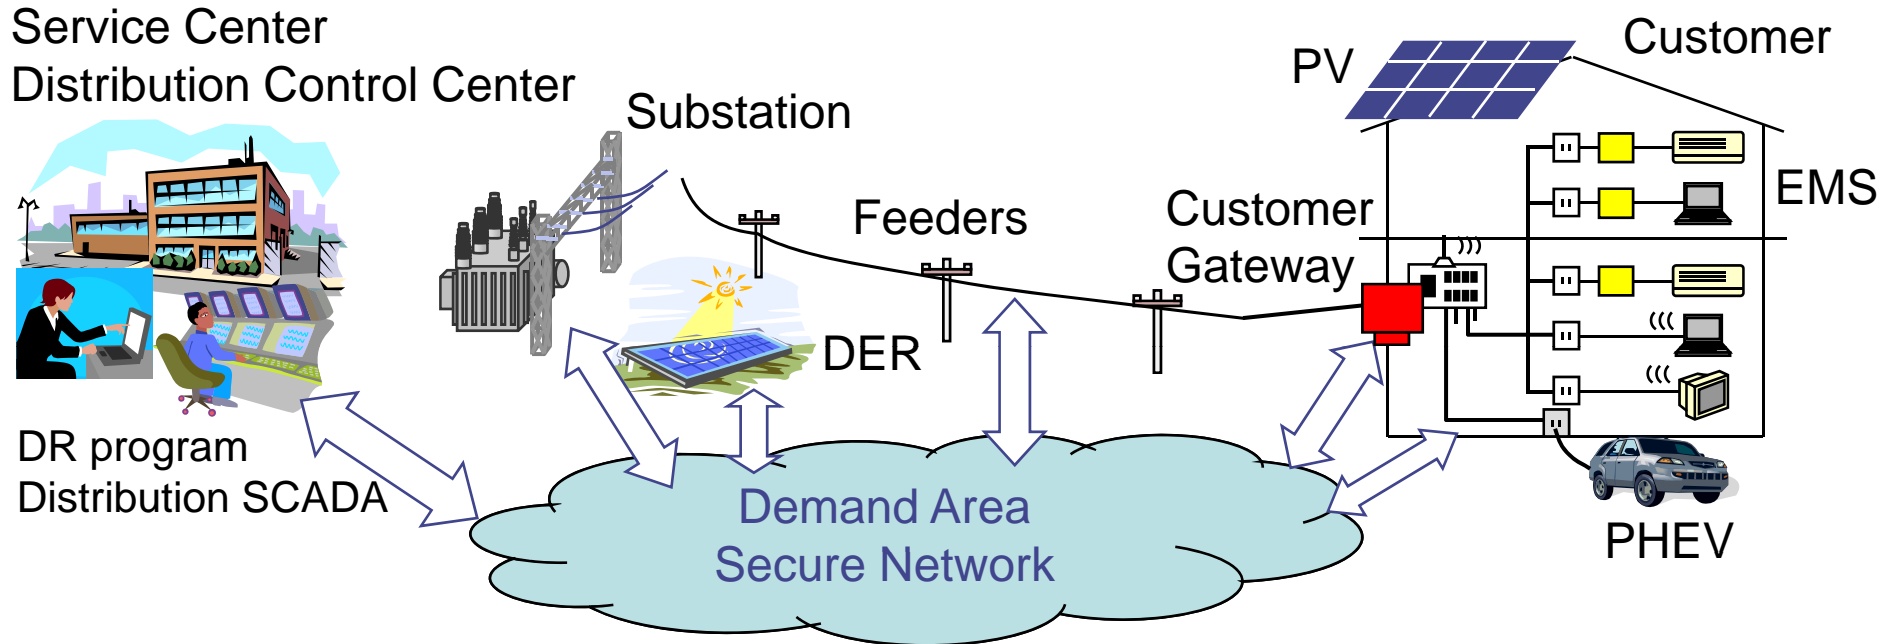 Service Center
Distribution Control Center
Substation
PV
Customer
Feeders
Customer
Gateway
EMS
DER
DR program
Distribution SCADA
Demand Area
Secure Network
PHEV